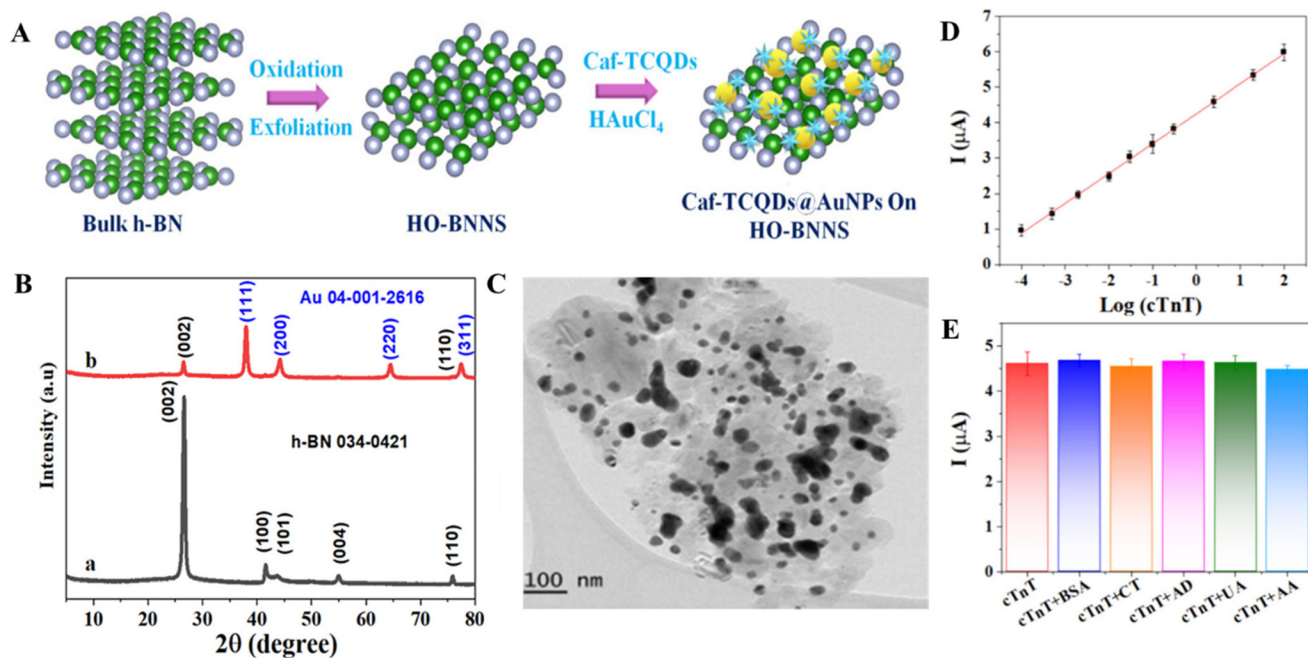 A
Oxidation
Exfoliation
Caf-TCQDs
HAuCl4
Bulk h-BN
HO-BNNS
Caf-TCQDs@AuNPs On
HO-BNNS
B
Intensity (a.u)
Au 04-001-2616
b
(002)
(111)
(200)
(220)
(110)
(311)
h-BN 034-0421
a
(002)
(100)
(101)
(004)
(110)
10 20 30 40 50 60 70 80
2θ (degree)
C
100 nm
D
I (μA)
7
6
5
4
3
2
1
0
-4 -3 -2 -1 0 1 2
Log (cTnT)
E
I (μA)
5
4
3
2
1
0
cTnT
cTnT+BSA
cTnT+CT
cTnT+AD
cTnT+UA
cTnT+AA